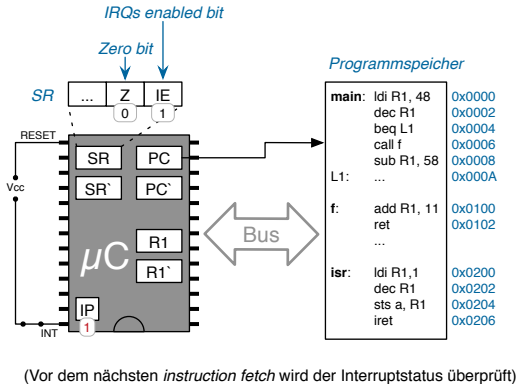 IRQs enabled bit
Zero bit
Programmspeicher
SR ... Z IE
0 1
RESET
Vcc
INT
SR PC
SR` PC`
R1
R1`
µC
IP
1
Bus
main: ldi R1, 48 0x0000
dec R1 0x0002
beq L1 0x0004
call f 0x0006
sub R1, 58 0x0008
L1: ... 0x000A
f: add R1, 11 0x0100
ret 0x0102
...
isr: ldi R1,1 0x0200
dec R1 0x0202
sts a, R1 0x0204
iret 0x0206
(Vor dem nächsten instruction fetch wird der Interruptstatus überprüft)